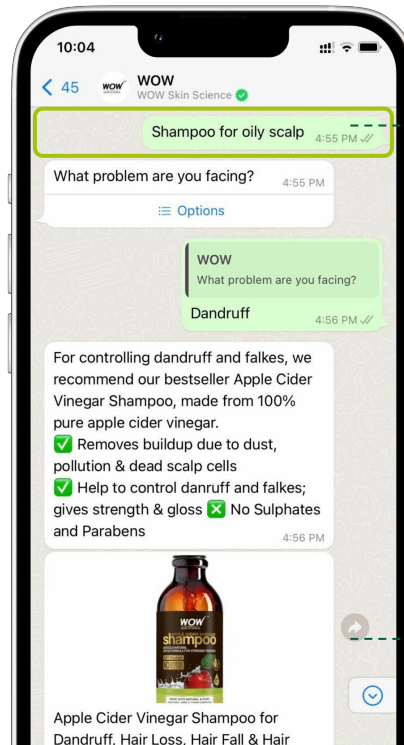 10:04
45
WOW
WOW
WOW Skin Science
Shampoo for oily scalp
4:55 PM
What problem are you facing?
4:55 PM
Options
WOW
What problem are you facing?
Dandruff
4:56 PM
For controlling dandruff and falkes, we
recommend our bestseller Apple Cider
Vinegar Shampoo, made from 100%
pure apple cider vinegar.
✅ Removes buildup due to dust,
pollution & dead scalp cells
✅ Help to control danruff and falkes;
gives strength & gloss ❎ No Sulphates
and Parabens
4:56 PM
WOW
shampoo
Apple Cider Vinegar Shampoo for
Dandruff, Hair Loss, Hair Fall & Hair